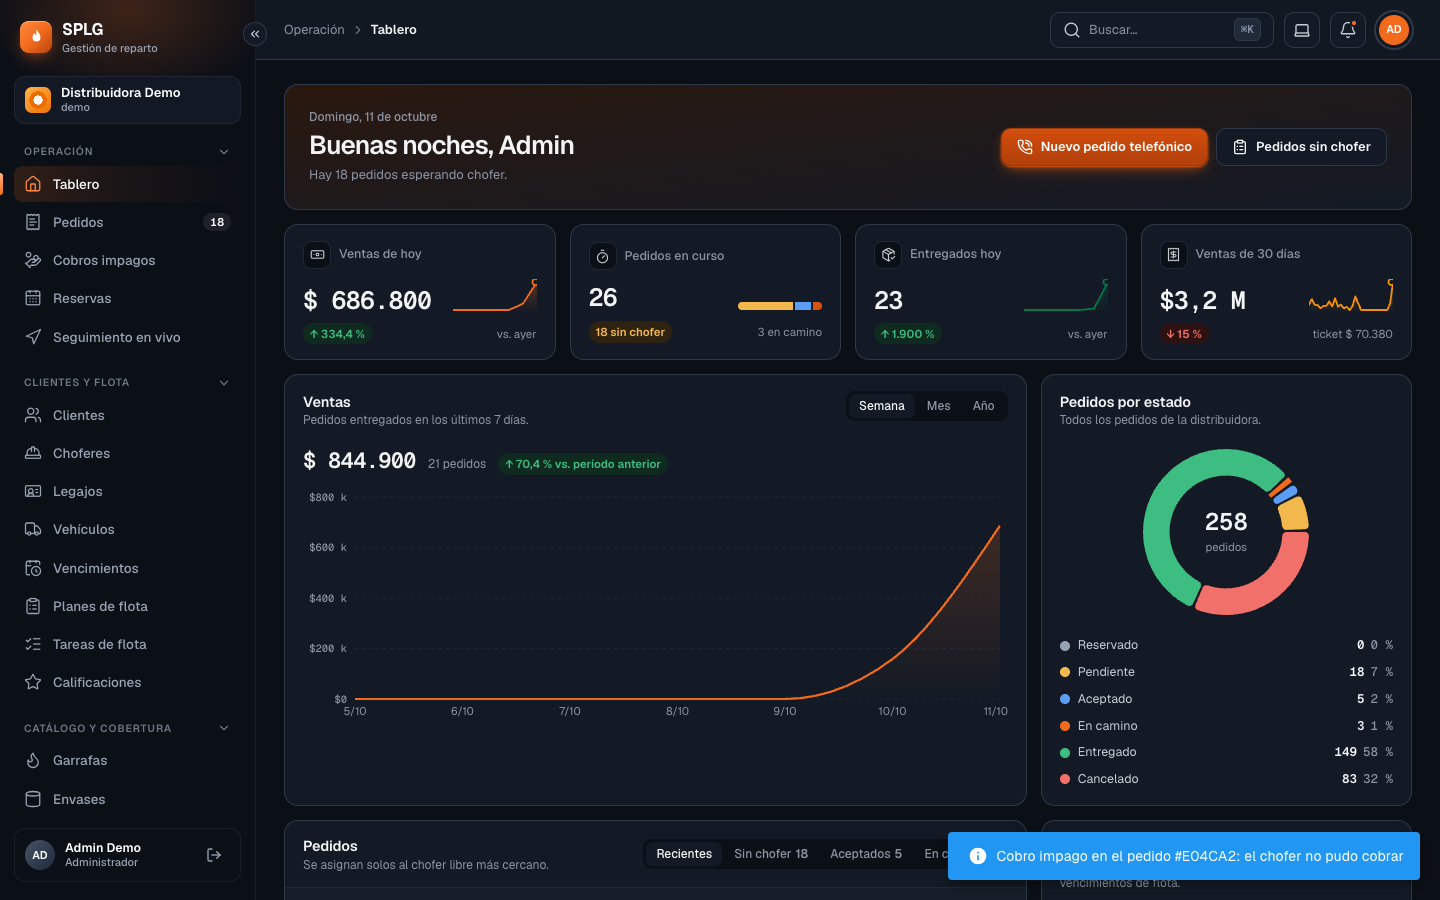 SPLG
Gestión de reparto
Distribuidora Demo
demo
OPERACIÓN
Tablero
Pedidos 18
Cobros impagos
Reservas
Seguimiento en vivo
CLIENTES Y FLOTA
Clientes
Choferes
Legajos
Vehículos
Vencimientos
Planes de flota
Tareas de flota
Calificaciones
CATÁLOGO Y COBERTURA
Garrafas
Envases
AD
Admin Demo
Administrador
Operación > Tablero
Buscar... ⌘K
AD
Domingo, 11 de octubre
Buenas noches, Admin
Hay 18 pedidos esperando chofer.
Nuevo pedido telefónico
Pedidos sin chofer
Ventas de hoy
$ 686.800
↑ 334,4 % vs. ayer
Pedidos en curso
26
18 sin chofer 3 en camino
Entregados hoy
23
↑ 1.900 % vs. ayer
Ventas de 30 días
$3,2 M
↓ 15 % ticket $ 70.380
Ventas
Pedidos entregados en los últimos 7 días.
Semana Mes Año
$ 844.900 21 pedidos ↑ 70,4 % vs. período anterior
$800 k
$600 k
$400 k
$200 k
$0
5/10 6/10 7/10 8/10 9/10 10/10 11/10
Pedidos por estado
Todos los pedidos de la distribuidora.
258
pedidos
Reservado 0 0 %
Pendiente 18 7 %
Aceptado 5 2 %
En camino 3 1 %
Entregado 149 58 %
Cancelado 83 32 %
Pedidos
Se asignan solos al chofer libre más cercano.
Recientes Sin chofer 18 Aceptados 5 En c
Cobro impago en el pedido #E04CA2: el chofer no pudo cobrar
vencimientos de flota.